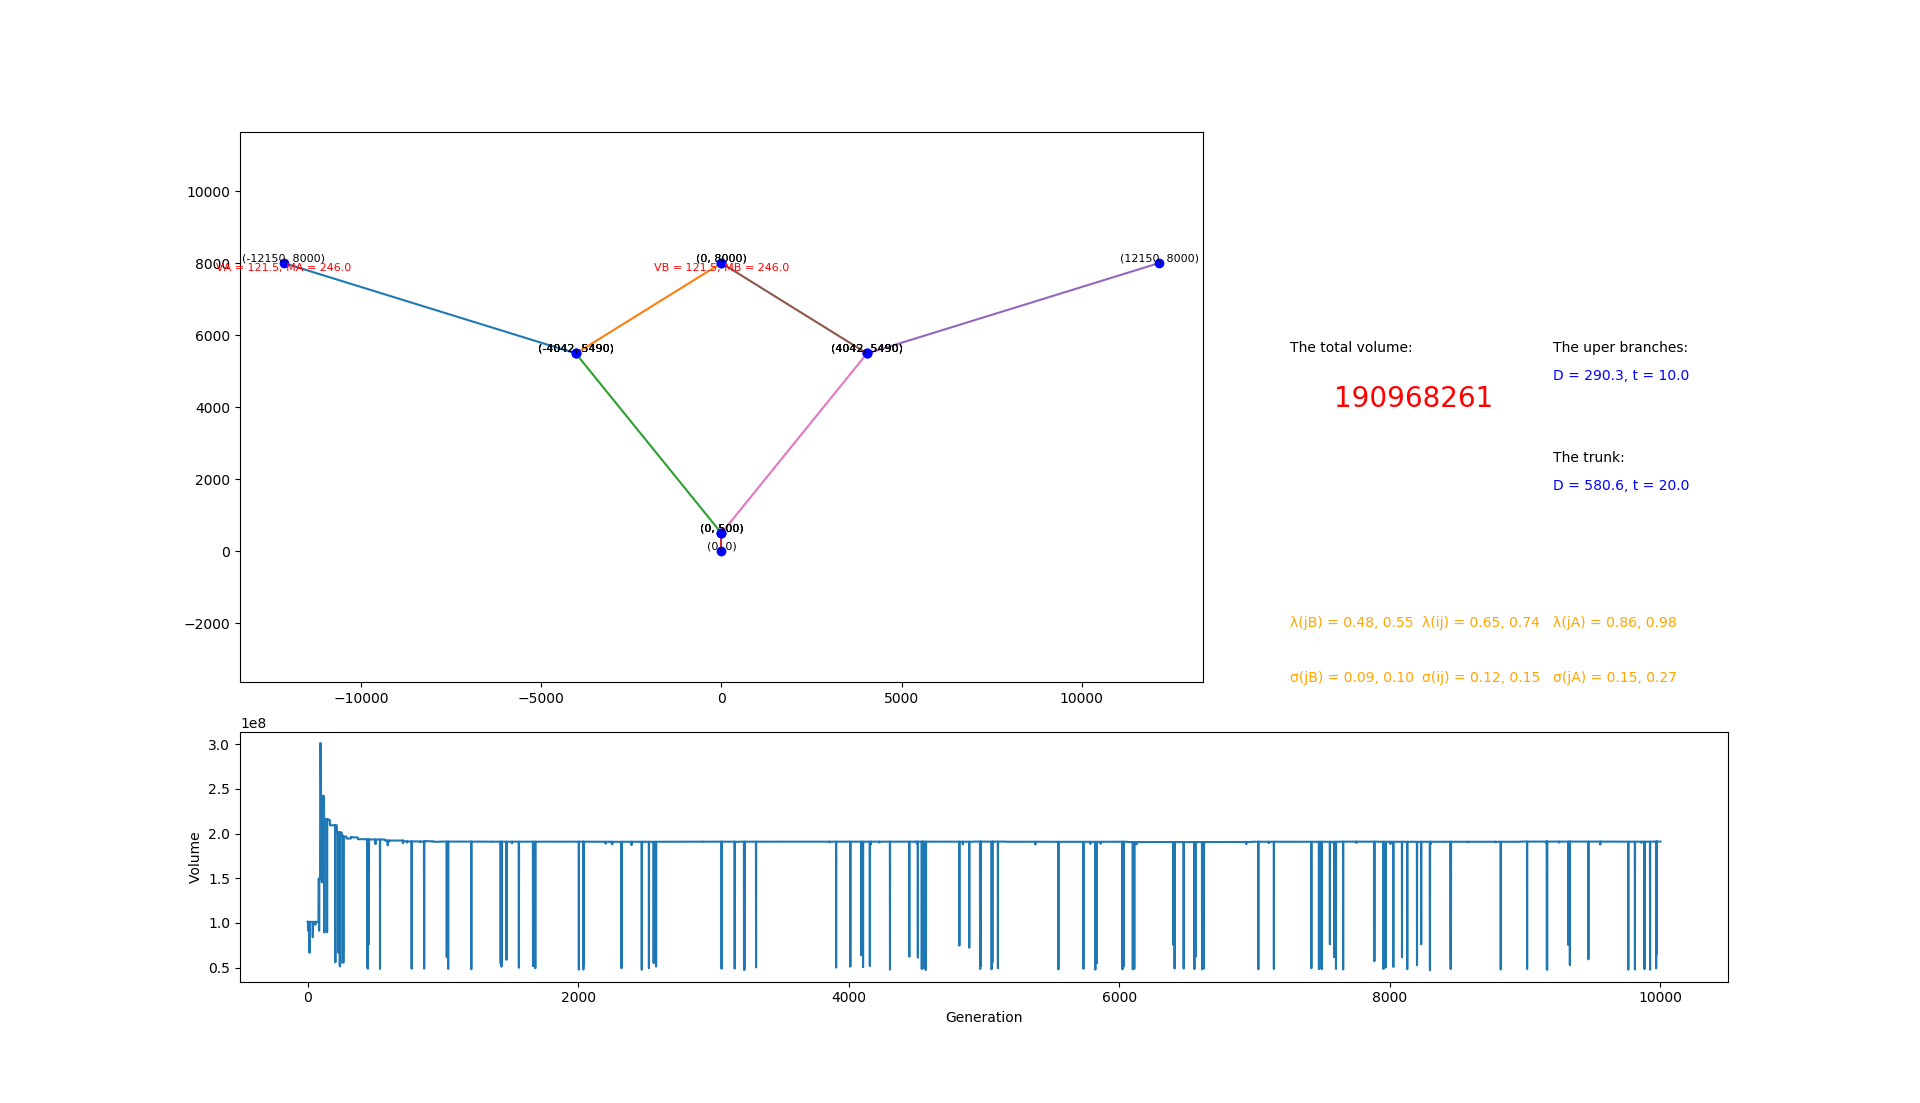 10000
8000
6000
4000
2000
0
−2000
−10000
−5000
0
5000
10000
(-12150, 8000)
VA = 121.5, MA = 246.0
(0, 8000)
VB = 121.5, MB = 246.0
(12150, 8000)
(-4042, 5490)
(4042, 5490)
(0, 500)
(0, 0)
The total volume:
190968261
The uper branches:
D = 290.3, t = 10.0
The trunk:
D = 580.6, t = 20.0
λ(jB) = 0.48, 0.55 λ(ij) = 0.65, 0.74 λ(jA) = 0.86, 0.98
σ(jB) = 0.09, 0.10 σ(ij) = 0.12, 0.15 σ(jA) = 0.15, 0.27
1e8
3.0
2.5
2.0
1.5
1.0
0.5
Volume
0
2000
4000
6000
8000
10000
Generation